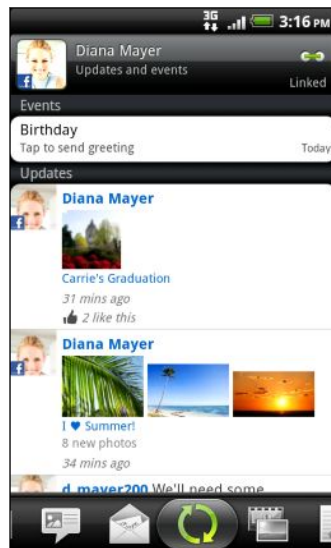 3G
3:16 PM
Diana Mayer
Updates and events
Linked
Events
Birthday
Tap to send greeting
Today
Updates
Diana Mayer
Carrie's Graduation
31 mins ago
2 like this
Diana Mayer
I ♥ Summer!
8 new photos
34 mins ago
d_mayer200 We'll need some